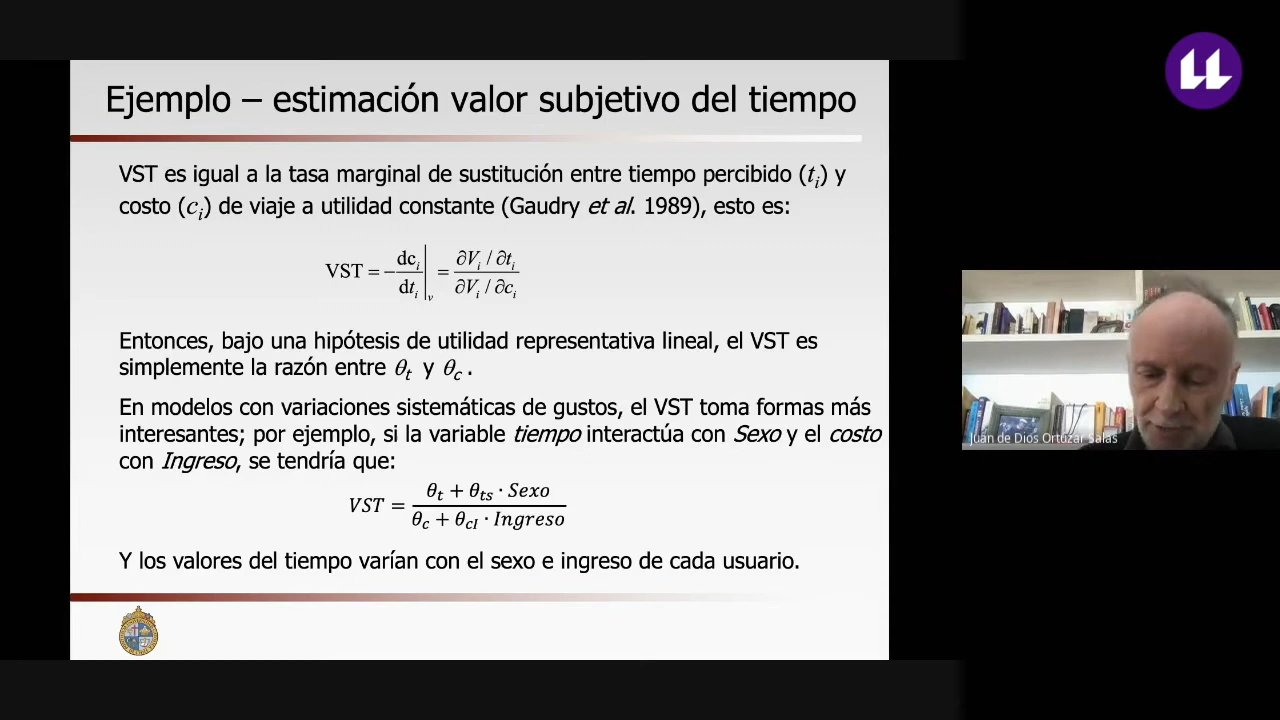 Ejemplo – estimación valor subjetivo del tiempo
VST es igual a la tasa marginal de sustitución entre tiempo percibido (tᵢ) y
costo (cᵢ) de viaje a utilidad constante (Gaudry et al. 1989), esto es:
VST = − dcᵢ / dtᵢ |ᵥ = ∂Vᵢ / ∂tᵢ / ∂Vᵢ / ∂cᵢ
Entonces, bajo una hipótesis de utilidad representativa lineal, el VST es
simplemente la razón entre θₜ y θ_c .
En modelos con variaciones sistemáticas de gustos, el VST toma formas más
interesantes; por ejemplo, si la variable tiempo interactúa con Sexo y el costo
con Ingreso, se tendría que:
VST = θₜ + θₜₛ · Sexo / θ_c + θ_cI · Ingreso
Y los valores del tiempo varían con el sexo e ingreso de cada usuario.
Juan de Dios Ortúzar Salas